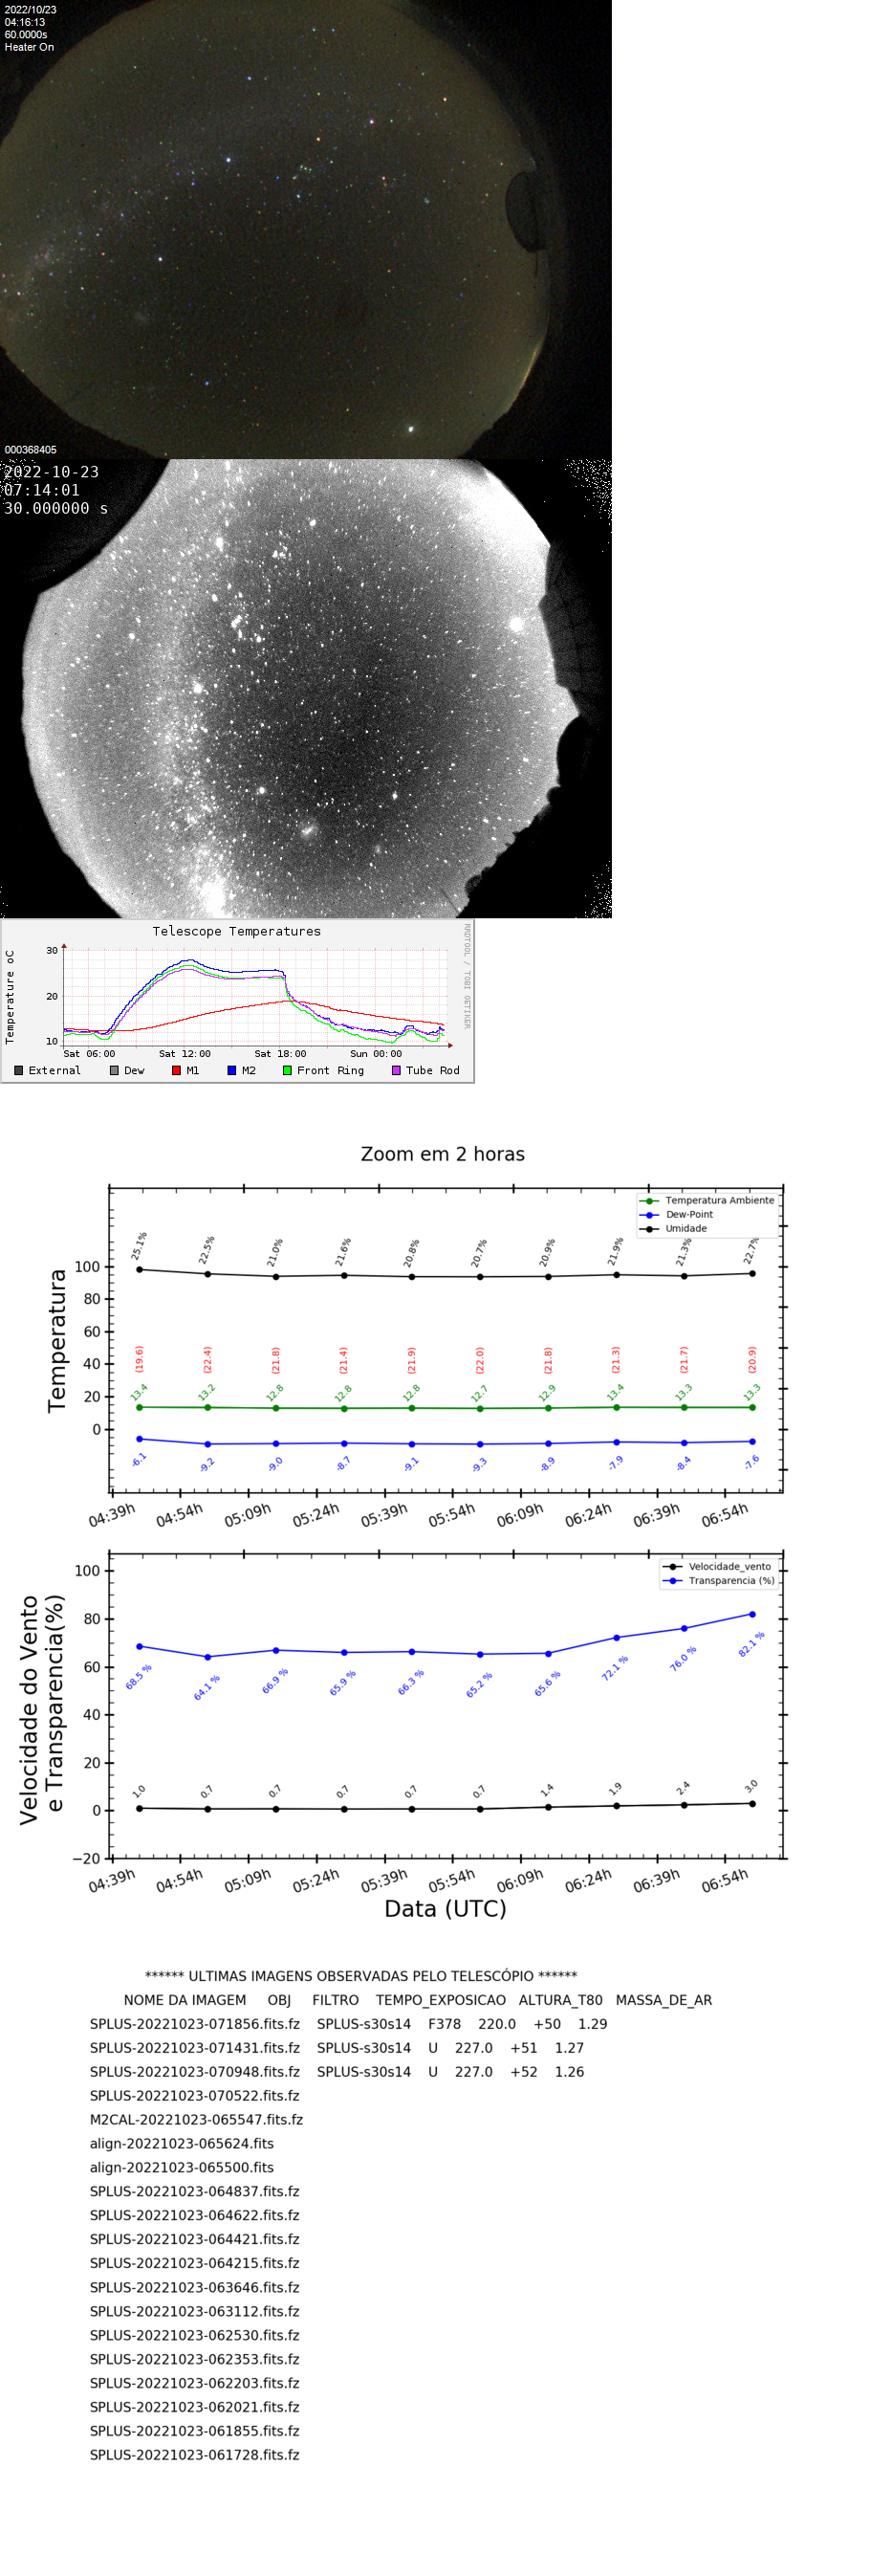 2022/10/23
04:16:13
60.0000s
Heater On
000368405
2022-10-23
07:14:01
30.000000 s
Telescope Temperatures
RRDTOOL / TOBI OETIKER
Temperature oC
30
20
10
Sat 06:00 Sat 12:00 Sat 18:00 Sun 00:00
External Dew M1 M2 Front Ring Tube Rod
Zoom em 2 horas
Temperatura Ambiente
Dew-Point
Umidade
Temperatura
100
80
60
40
20
0
25.1% 22.5% 21.0% 21.6% 20.8% 20.7% 20.9% 21.9% 21.3% 22.7%
(19.6) (22.4) (21.8) (21.4) (21.9) (22.0) (21.8) (21.3) (21.7) (20.9)
13.4 13.2 12.8 12.8 12.8 12.7 12.9 13.4 13.3 13.3
-6.1 -9.2 -9.0 -8.7 -9.1 -9.3 -8.9 -7.9 -8.4 -7.6
04:39h 04:54h 05:09h 05:24h 05:39h 05:54h 06:09h 06:24h 06:39h 06:54h
Velocidade_vento
Transparencia (%)
Velocidade do Vento
e Transparencia(%)
100
80
60
40
20
0
−20
68.5 % 64.1 % 66.9 % 65.9 % 66.3 % 65.2 % 65.6 % 72.1 % 76.0 % 82.1 %
1.0 0.7 0.7 0.7 0.7 0.7 1.4 1.9 2.4 3.0
04:39h 04:54h 05:09h 05:24h 05:39h 05:54h 06:09h 06:24h 06:39h 06:54h
Data (UTC)
****** ULTIMAS IMAGENS OBSERVADAS PELO TELESCÓPIO ******
NOME DA IMAGEM OBJ FILTRO TEMPO_EXPOSICAO ALTURA_T80 MASSA_DE_AR
SPLUS-20221023-071856.fits.fz SPLUS-s30s14 F378 220.0 +50 1.29
SPLUS-20221023-071431.fits.fz SPLUS-s30s14 U 227.0 +51 1.27
SPLUS-20221023-070948.fits.fz SPLUS-s30s14 U 227.0 +52 1.26
SPLUS-20221023-070522.fits.fz
M2CAL-20221023-065547.fits.fz
align-20221023-065624.fits
align-20221023-065500.fits
SPLUS-20221023-064837.fits.fz
SPLUS-20221023-064622.fits.fz
SPLUS-20221023-064421.fits.fz
SPLUS-20221023-064215.fits.fz
SPLUS-20221023-063646.fits.fz
SPLUS-20221023-063112.fits.fz
SPLUS-20221023-062530.fits.fz
SPLUS-20221023-062353.fits.fz
SPLUS-20221023-062203.fits.fz
SPLUS-20221023-062021.fits.fz
SPLUS-20221023-061855.fits.fz
SPLUS-20221023-061728.fits.fz